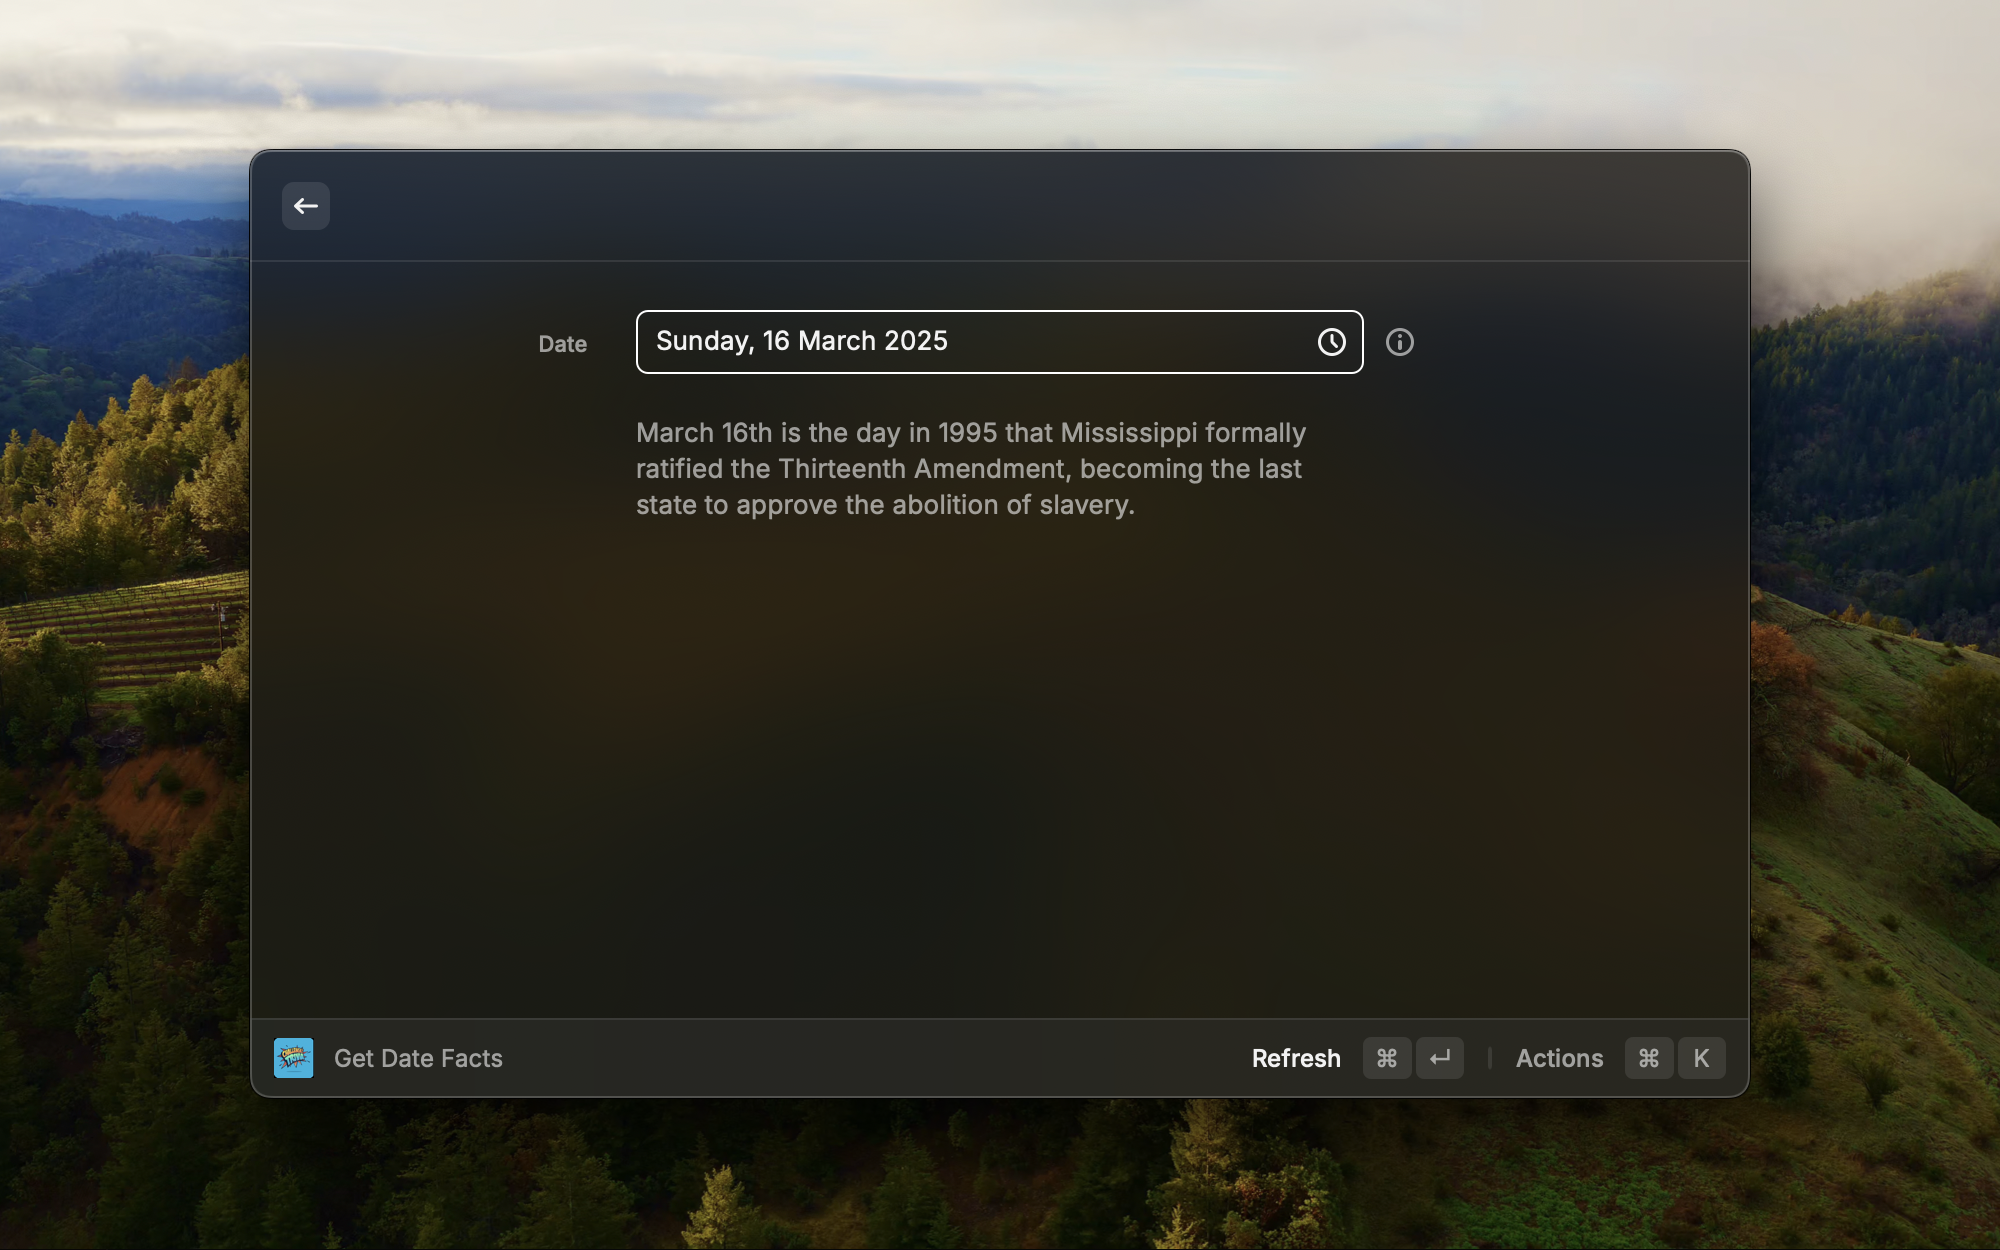 Date
Sunday, 16 March 2025
March 16th is the day in 1995 that Mississippi formally
ratified the Thirteenth Amendment, becoming the last
state to approve the abolition of slavery.
Get Date Facts
Refresh ⌘ ↵ | Actions ⌘ K